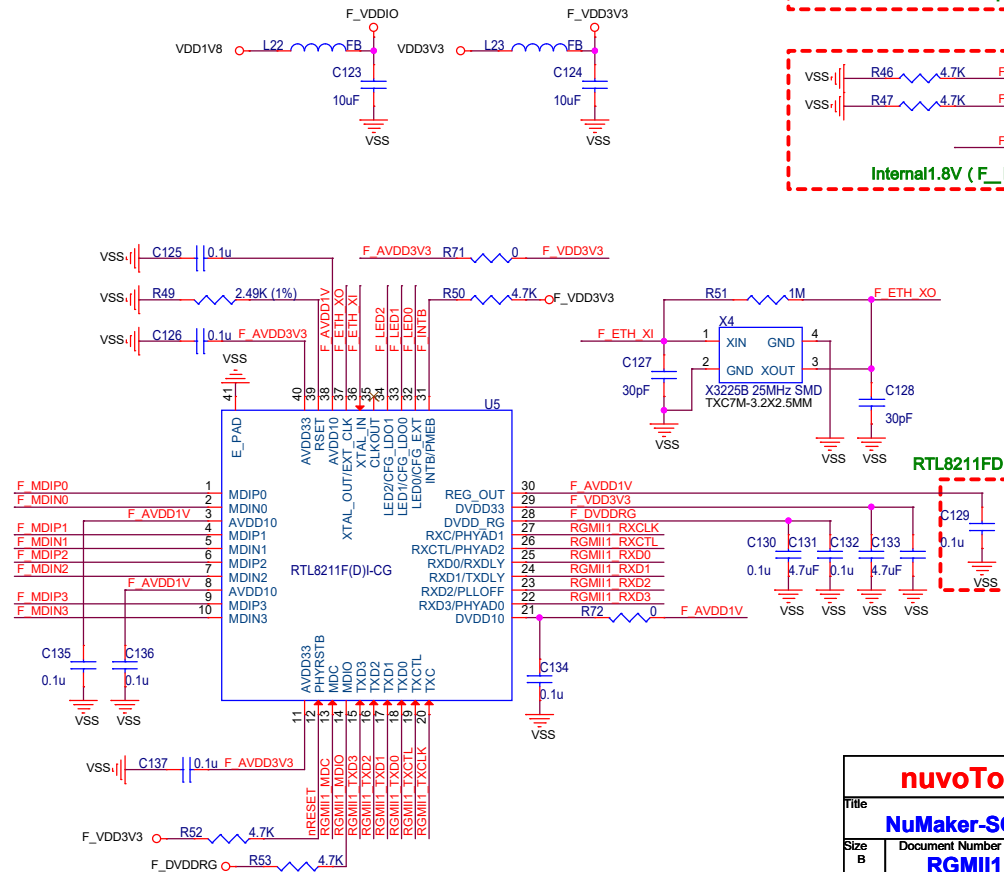 F_VDDIO
F_VDD3V3
VDD1V8 L22 FB
VDD3V3 L23 FB
C123
10uF
VSS
C124
10uF
VSS
VSS R46 4.7K F
VSS R47 4.7K F
F
Internal1.8V ( F_
VSS C125 0.1u
F_AVDD3V3 R71 0 F_VDD3V3
VSS R49 2.49K (1%)
R50 4.7K F_VDD3V3
VSS C126 0.1u F_AVDD3V3
F_AVDD1V
F_ETH_XO
F_ETH_XI
F_LED2
F_LED1
F_LED0
F_INTB
VSS
R51 1M
F_ETH_XO
F_ETH_XI
X4
1 XIN GND 4
2 GND XOUT 3
X3225B 25MHz SMD
TXC7M-3.2X2.5MM
C127
30pF
VSS
C128
30pF
VSS
VSS
U5
41 E_PAD
40 AVDD33
39 RSET
38 AVDD10
37 XTAL_OUT/EXT_CLK
36 XTAL_IN
35 CLKOUT
34 LED2/CFG_LDO1
33 LED1/CFG_LDO0
32 LED0/CFG_EXT
31 INTB/PMEB
F_MDIP0 1 MDIP0
F_MDIN0 2 MDIN0
F_AVDD1V 3 AVDD10
F_MDIP1 4 MDIP1
F_MDIN1 5 MDIN1
F_MDIP2 6 MDIP2
F_MDIN2 7 MDIN2
F_AVDD1V 8 AVDD10
F_MDIP3 9 MDIP3
F_MDIN3 10 MDIN3
RTL8211F(D)I-CG
REG_OUT 30 F_AVDD1V
DVDD33 29 F_VDD3V3
DVDD_RG 28 F_DVDDRG
RXC/PHYAD1 27 RGMII1_RXCLK
RXCTL/PHYAD2 26 RGMII1_RXCTL
RXD0/RXDLY 25 RGMII1_RXD0
RXD1/TXDLY 24 RGMII1_RXD1
RXD2/PLLOFF 23 RGMII1_RXD2
RXD3/PHYAD0 22 RGMII1_RXD3
DVDD10 21 R72 0 F_AVDD1V
RTL8211FD
C129
0.1u
VSS
C130 C131 C132 C133
0.1u 4.7uF 0.1u 4.7uF
VSS VSS VSS VSS
C135
0.1u
VSS
C136
0.1u
VSS
C134
0.1u
VSS
11 AVDD33
12 PHYRSTB
13 MDC
14 MDIO
15 TXD3
16 TXD2
17 TXD1
18 TXD0
19 TXCTL
20 TXC
VSS C137 0.1u F_AVDD3V3
nRESET
RGMII1_MDC
RGMII1_MDIO
RGMII1_TXD3
RGMII1_TXD2
RGMII1_TXD1
RGMII1_TXD0
RGMII1_TXCTL
RGMII1_TXCLK
F_VDD3V3 R52 4.7K
F_DVDDRG R53 4.7K
nuvoTo
Title
NuMaker-S
Size
B
Document Number
RGMII1